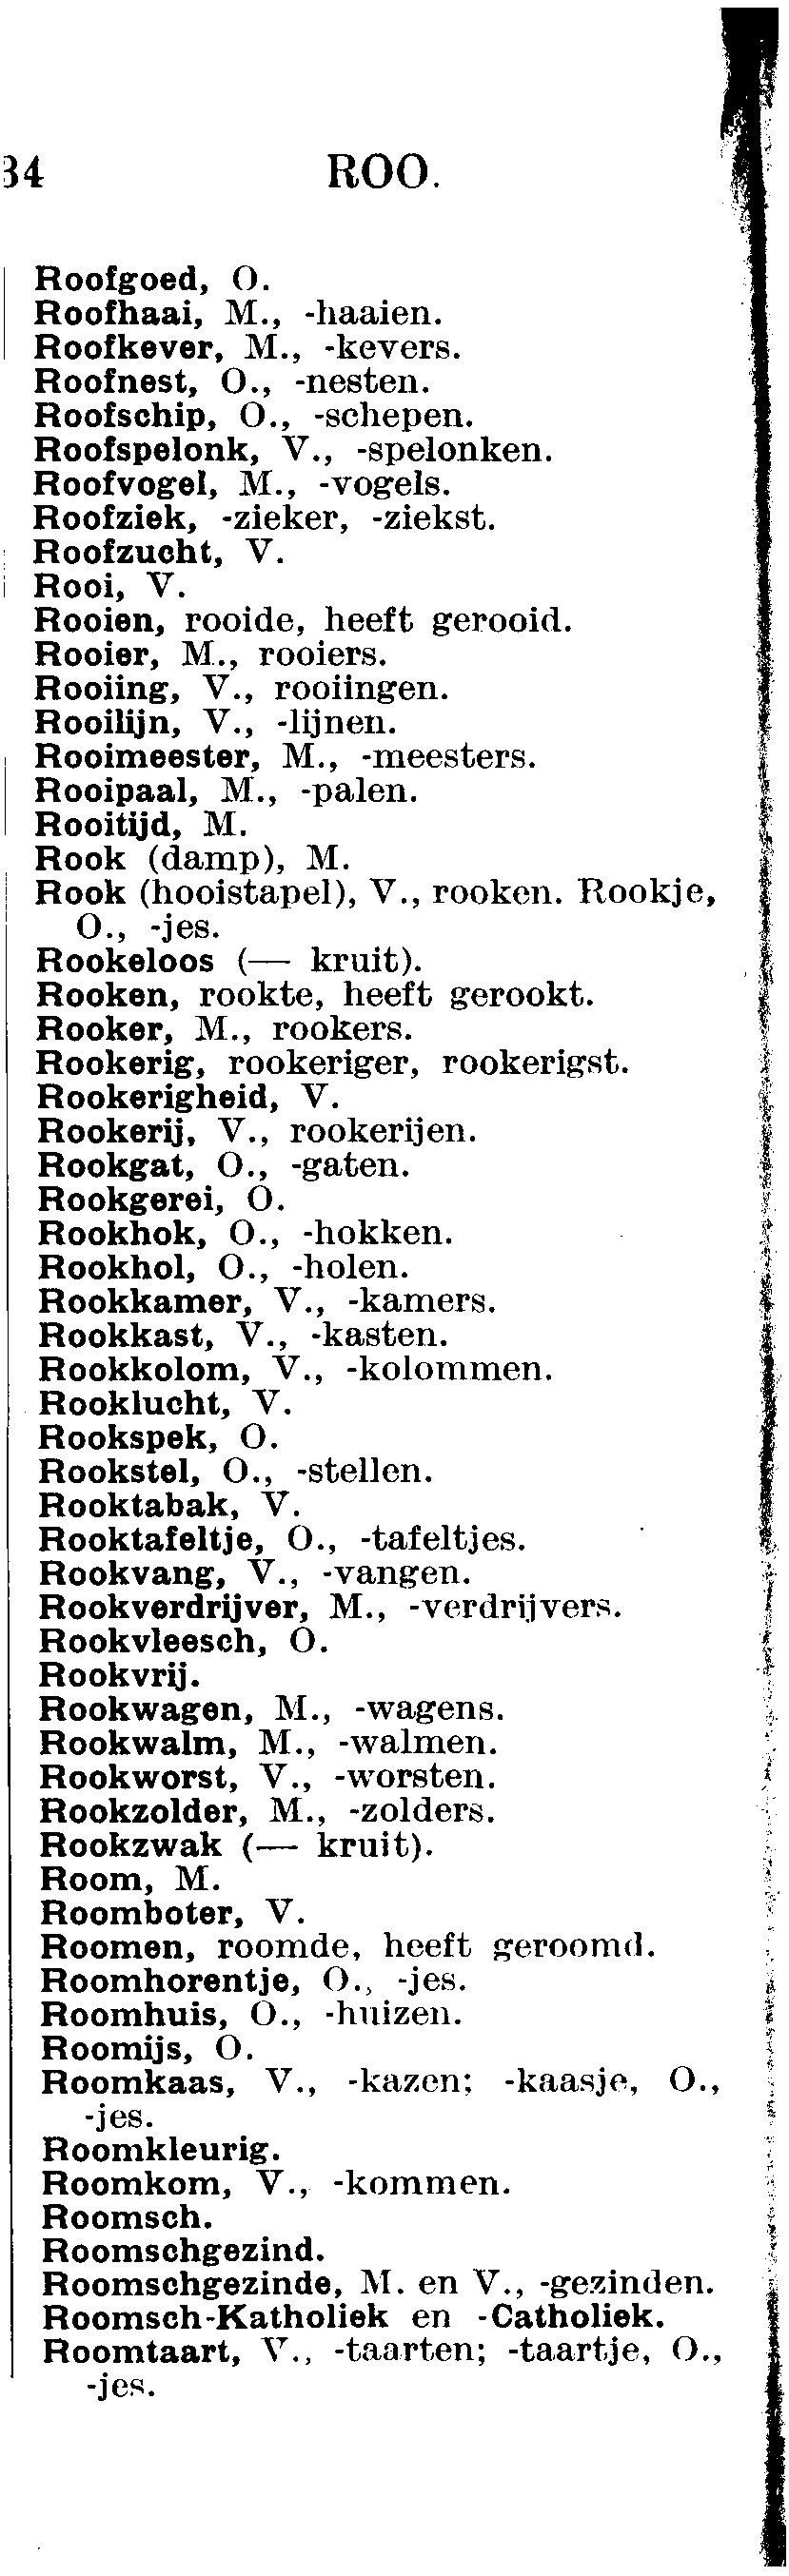 34 ROO.
Roofgoed, O.
Roofhaai, M., -haaien.
Roofkever, M., -kevers.
Roofnest, O., -nesten.
Roofschip, O., -schepen.
Roofspelonk, V., -spelonken.
Roofvogel, M., -vogels.
Roofziek, -zieker, -ziekst.
Roofzucht, V.
Rooi, V.
Rooien, rooide, heeft gerooid.
Rooier, M., rooiers.
Rooiing, V., rooiingen.
Rooilijn, V., -lijnen.
Rooimeester, M., -meesters.
Rooipaal, M., -palen.
Rooitijd, M.
Rook (damp), M.
Rook (hooistapel), V., rooken. Rookje,
O., -jes.
Rookeloos (— kruit).
Rooken, rookte, heeft gerookt.
Rooker, M., rookers.
Rookerig, rookeriger, rookerigst.
Rookerigheid, V.
Rookerij, V., rookerijen.
Rookgat, O., -gaten.
Rookgerei, O.
Rookhok, O., -hokken.
Rookhol, O., -holen.
Rookkamer, V., -kamers.
Rookkast, V., -kasten.
Rookkolom, V., -kolommen.
Rooklucht, V.
Rookspek, O.
Rookstel, O., -stellen.
Rooktabak, V.
Rooktafeltje, O., -tafeltjes.
Rookvang, V., -vangen.
Rookverdrijver, M., -verdrijvers.
Rookvleesch, O.
Rookvrij.
Rookwagen, M., -wagens.
Rookwalm, M., -walmen.
Rookworst, V., -worsten.
Rookzolder, M., -zolders.
Rookzwak (— kruit).
Room, M.
Roomboter, V.
Roomen, roomde, heeft geroomd.
Roomhorentje, O., -jes.
Roomhuis, O., -huizen.
Roomijs, O.
Roomkaas, V., -kazen; -kaasje, O.,
-jes.
Roomkleurig.
Roomkom, V., -kommen.
Roomsch.
Roomschgezind.
Roomschgezinde, M. en V., -gezinden.
Roomsch-Katholiek en -Catholiek.
Roomtaart, V., -taarten; -taartje, O.,
-jes.